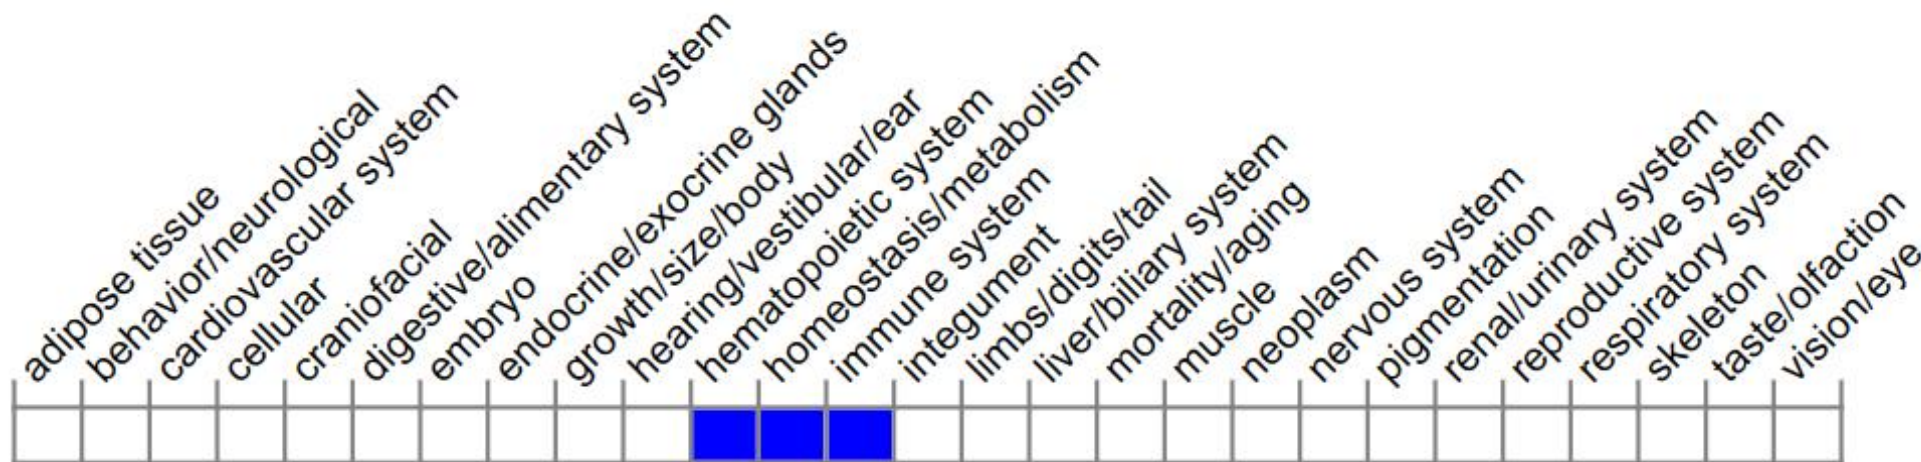 adipose tissue
behavior/neurological
cardiovascular system
cellular
craniofacial
digestive/alimentary system
embryo
endocrine/exocrine glands
growth/size/body
hearing/vestibular/ear
hematopoietic system
homeostasis/metabolism
immune system
integument
limbs/digits/tail
liver/biliary system
mortality/aging
muscle
neoplasm
nervous system
pigmentation
renal/urinary system
reproductive system
respiratory system
skeleton
taste/olfaction
vision/eye